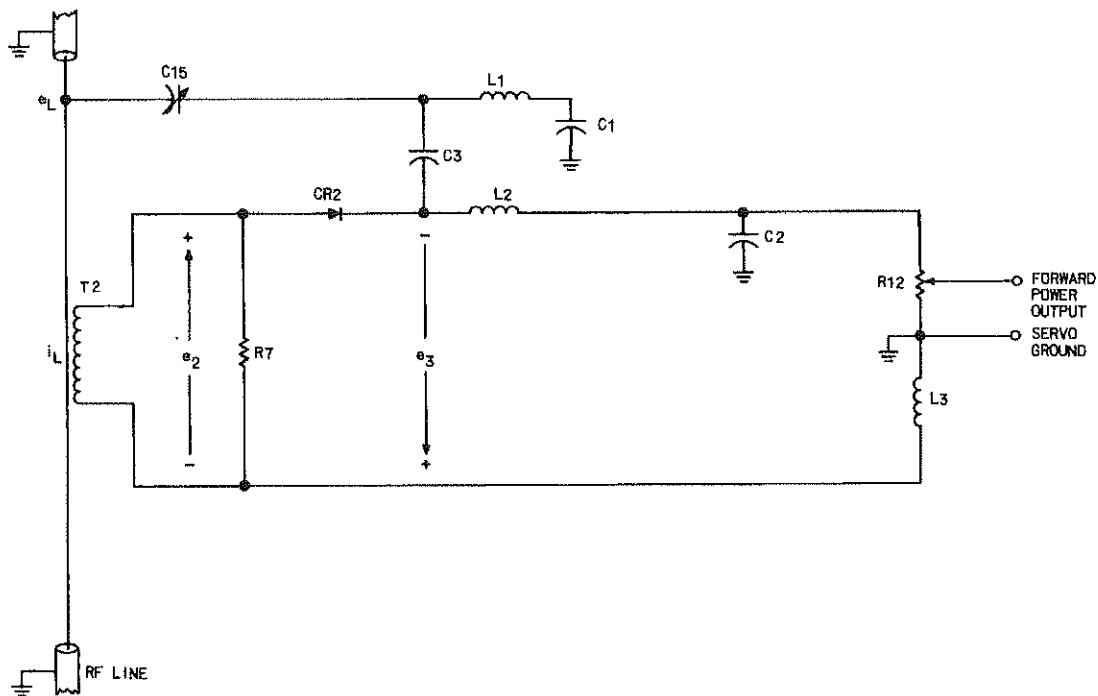 C15
L1
eL
C1
C3
CR2
L2
C2
+
−
T2
R12
FORWARD
POWER
OUTPUT
iL
e2
R7
e3
SERVO
GROUND
L3
−
+
RF LINE